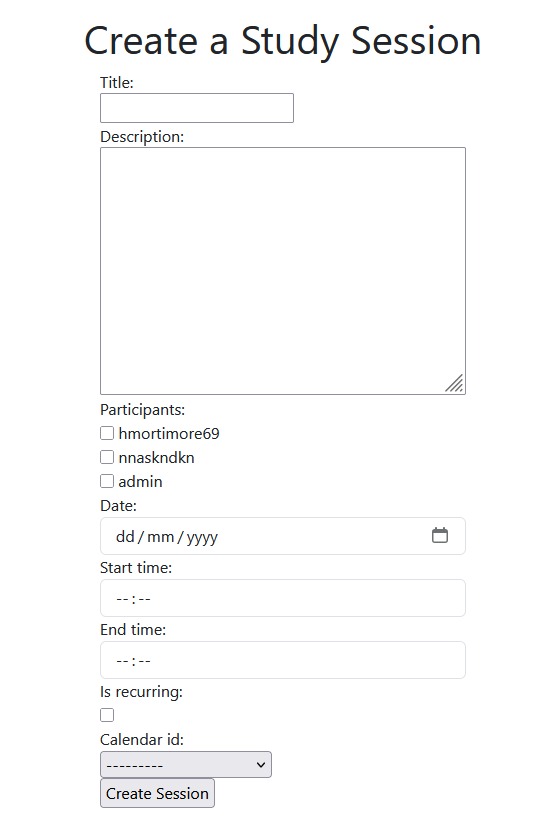 Create a Study Session
Title:
Description:
Participants:
hmortimore69
nnaskndkn
admin
Date:
dd/mm/yyyy
Start time:
--:--
End time:
--:--
Is recurring:
Calendar id:
---------
Create Session